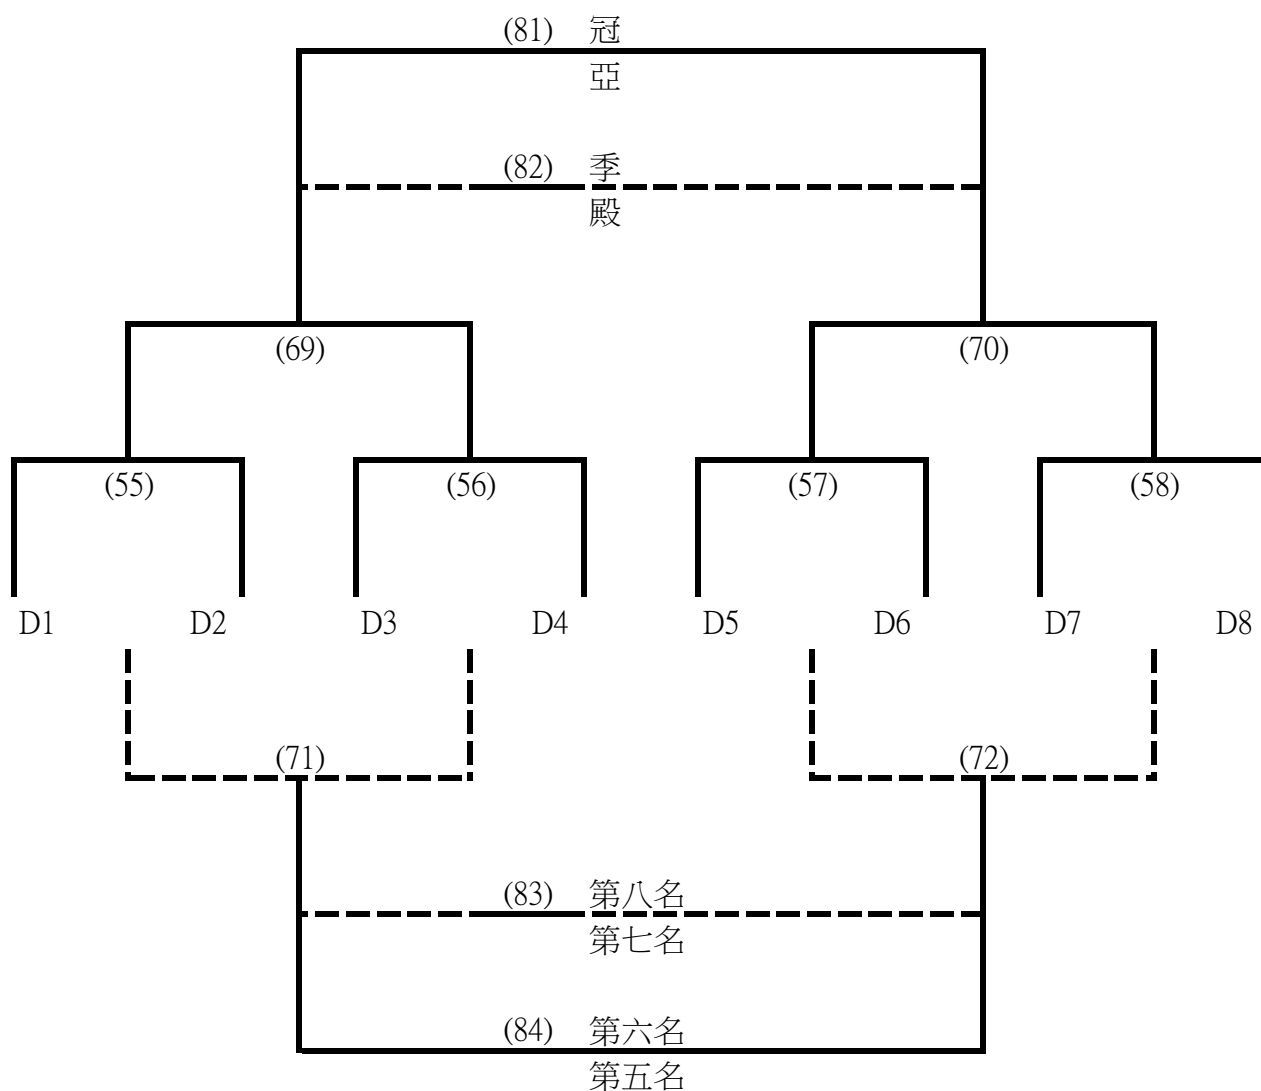 (81) 冠
亞
(82) 季
殿
(69) (70)
(55) (56) (57) (58)
D1 D2 D3 D4 D5 D6 D7 D8
(71) (72)
(83) 第八名
第七名
(84) 第六名
第五名